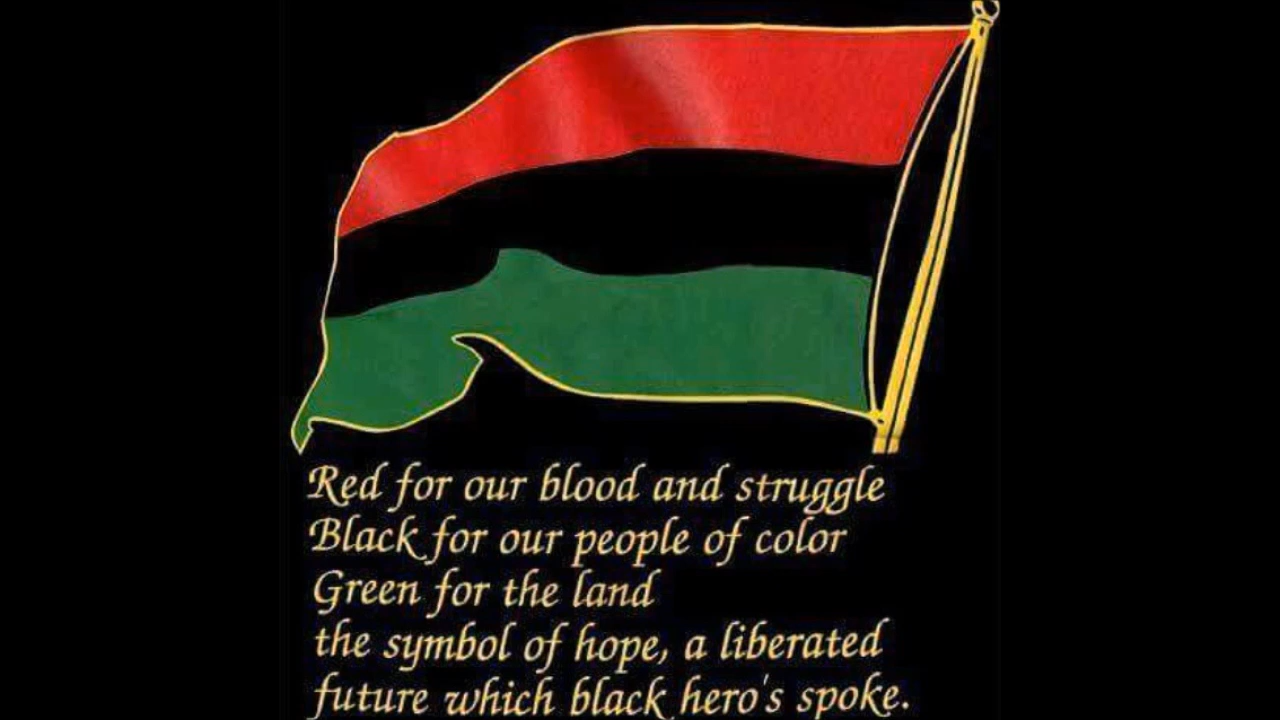 Red for our blood and struggle
Black for our people of color
Green for the land
the symbol of hope, a liberated
future which black hero's spoke.